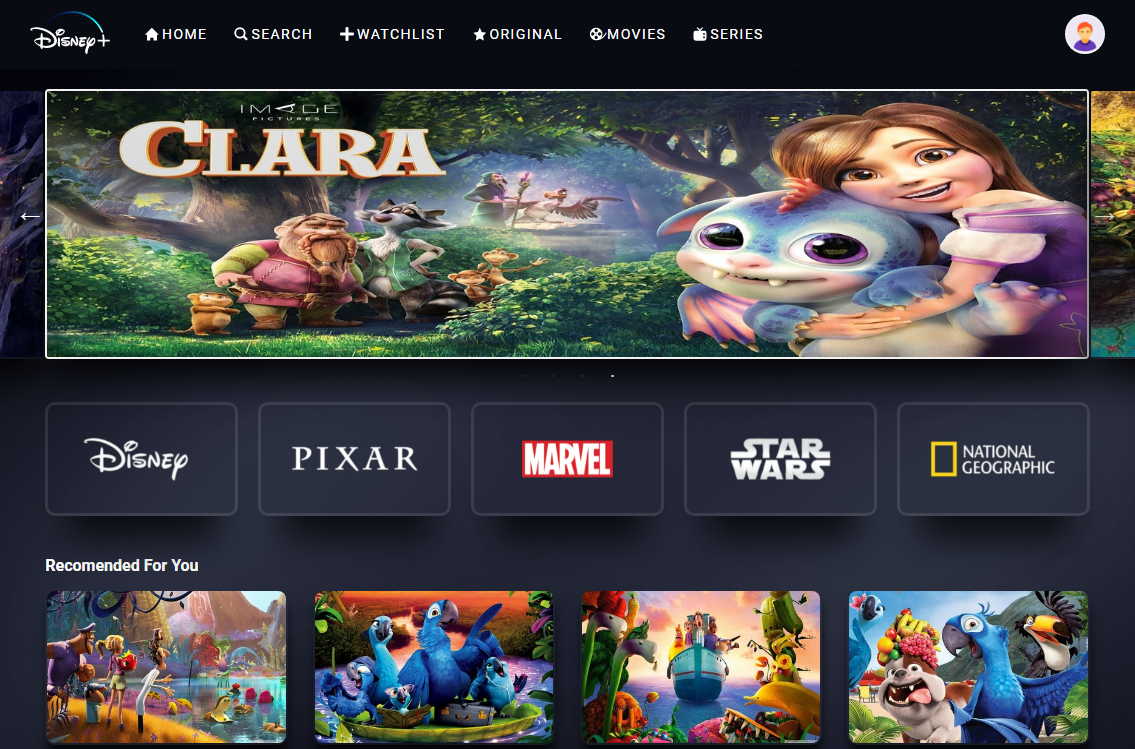 Disney+
HOME
SEARCH
WATCHLIST
ORIGINAL
MOVIES
SERIES
IMAGE
PICTURES
CLARA
Disney
PIXAR
MARVEL
STAR
WARS
NATIONAL
GEOGRAPHIC
Recomended For You